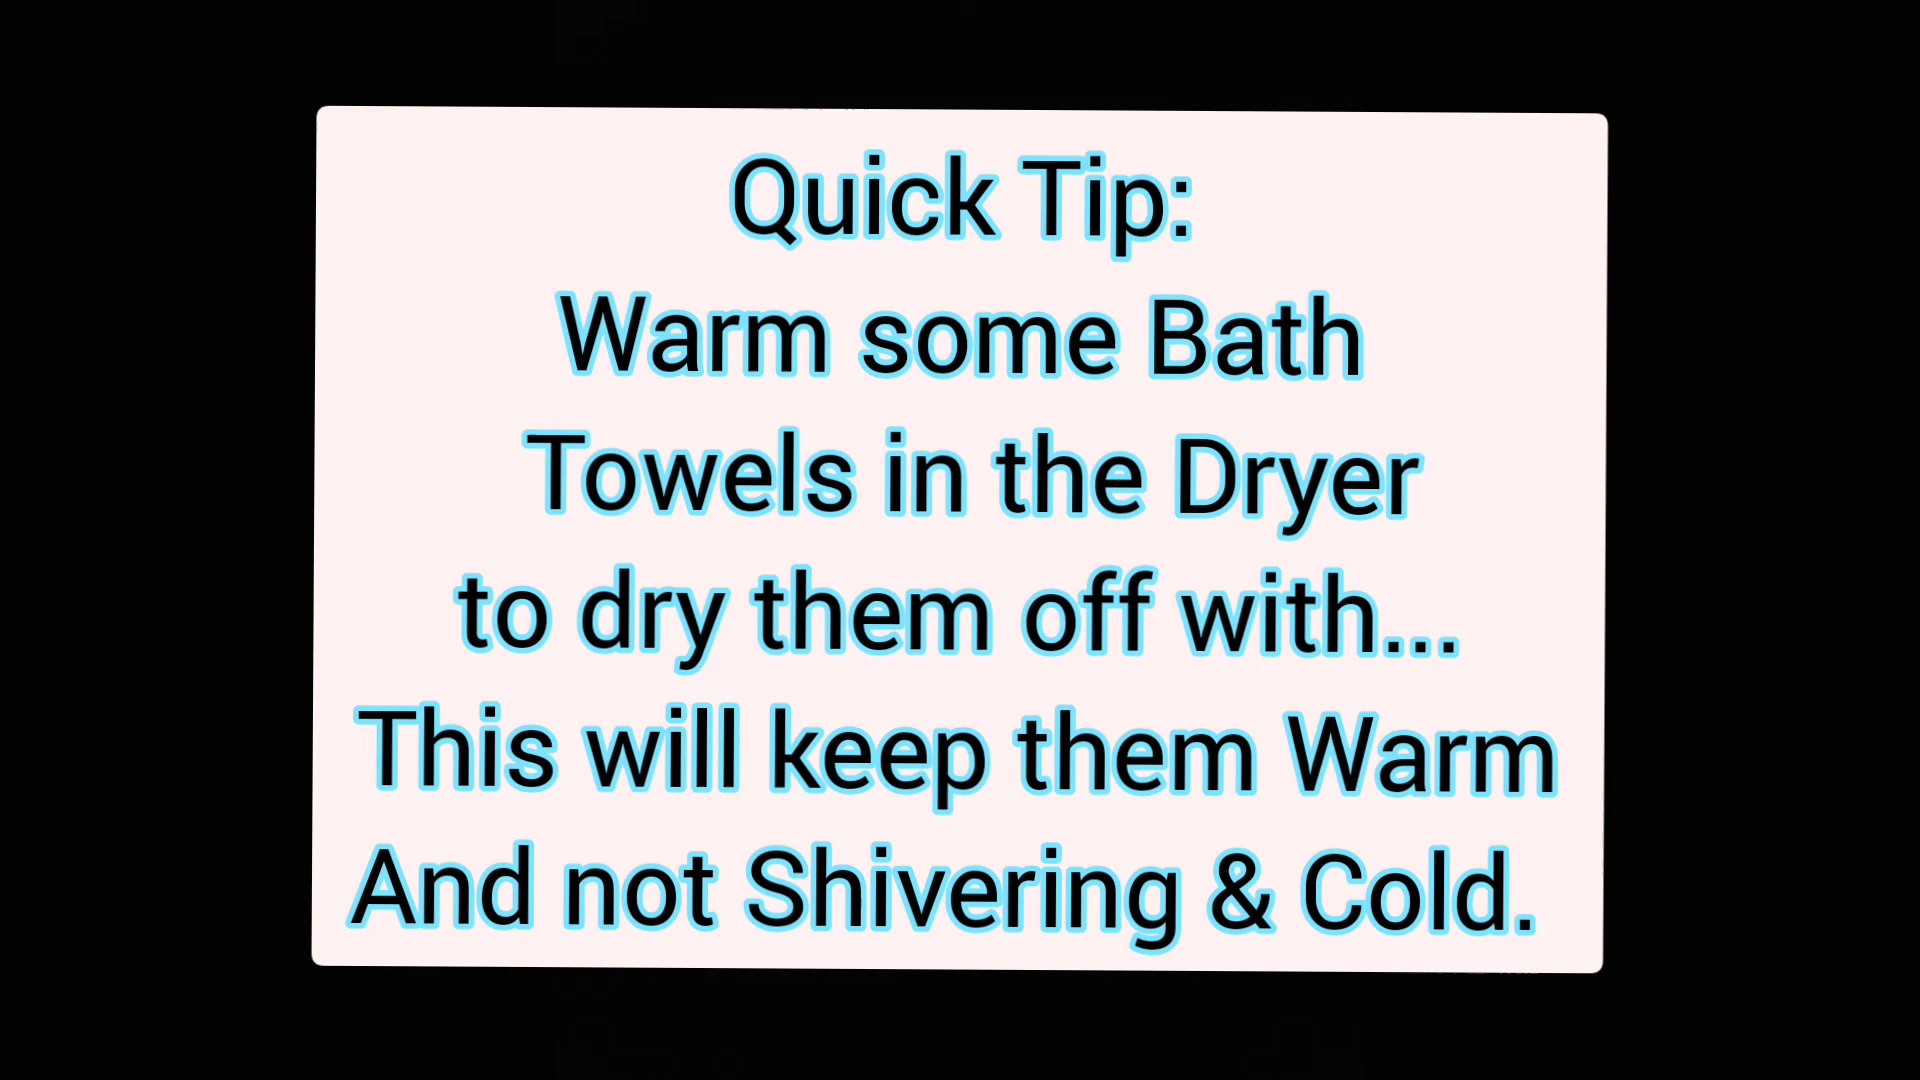 Quick Tip:
Warm some Bath
Towels in the Dryer
to dry them off with...
This will keep them Warm
And not Shivering & Cold.